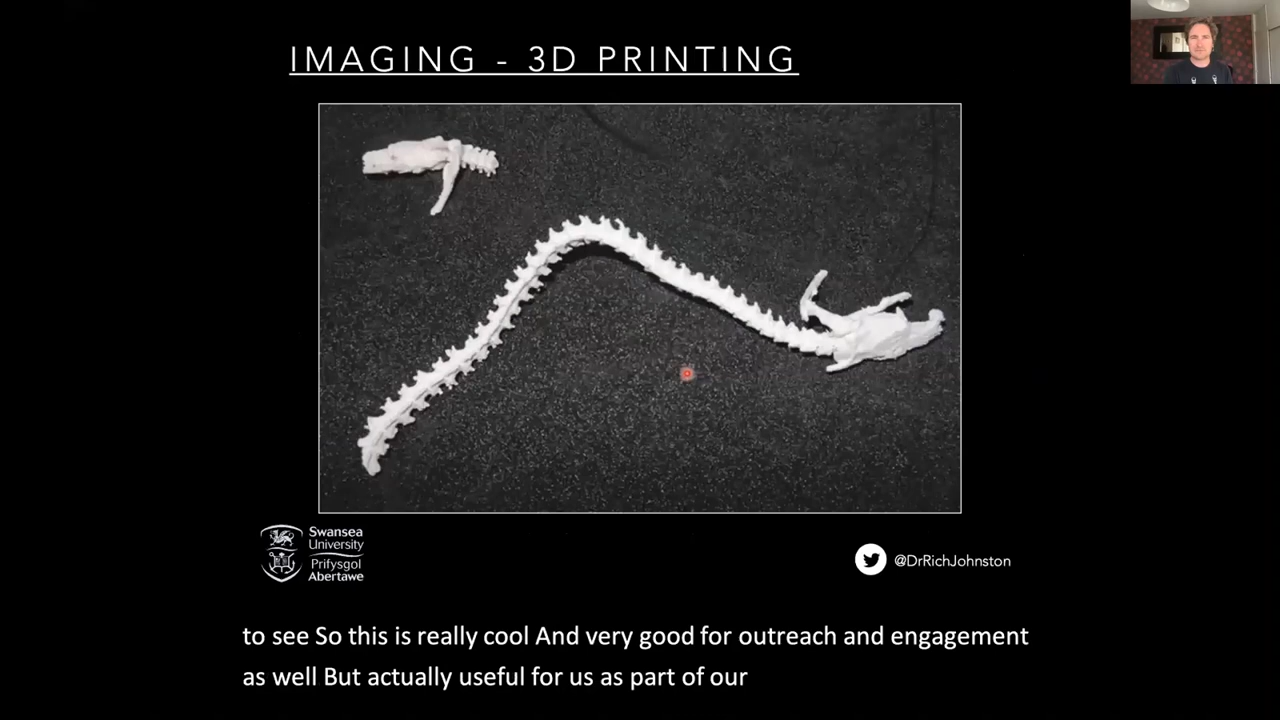 IMAGING - 3D PRINTING
Swansea
University
Prifysgol
Abertawe
@DrRichJohnston
to see So this is really cool And very good for outreach and engagement
as well But actually useful for us as part of our